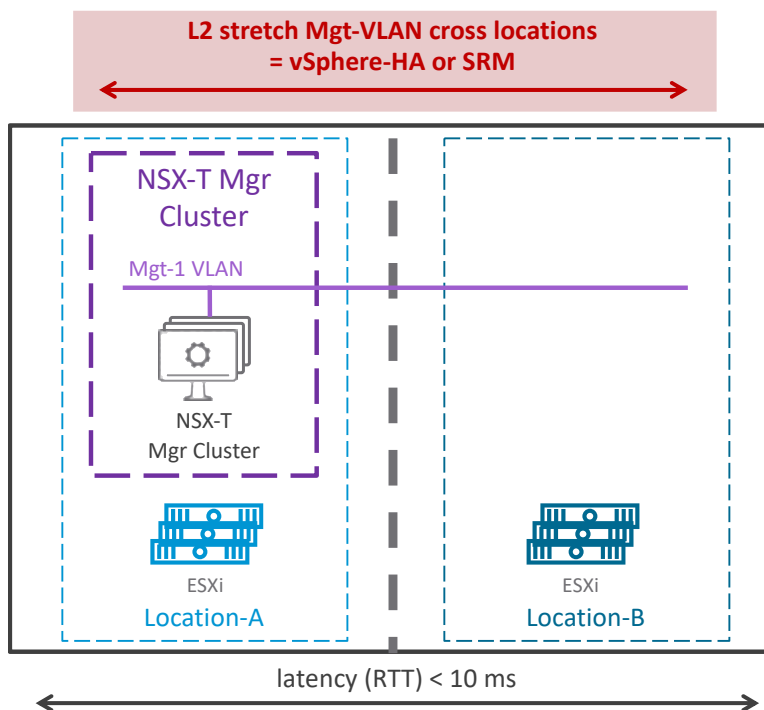 L2 stretch Mgt-VLAN cross locations
= vSphere-HA or SRM
NSX-T Mgr
Cluster
Mgt-1 VLAN
NSX-T
Mgr Cluster
ESXi
ESXi
Location-A
Location-B
latency (RTT) < 10 ms